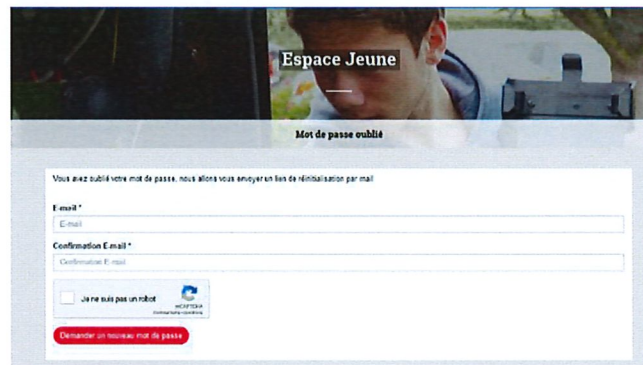 Espace Jeune
Mot de passe oublié
Vous avez oublié votre mot de passe, nous allons vous envoyer un lien de réinitialisation par mail
E-mail *
E-mail
Confirmation E-mail *
Confirmation E-mail
Je ne suis pas un robot
reCAPTCHA
Demander un nouveau mot de passe